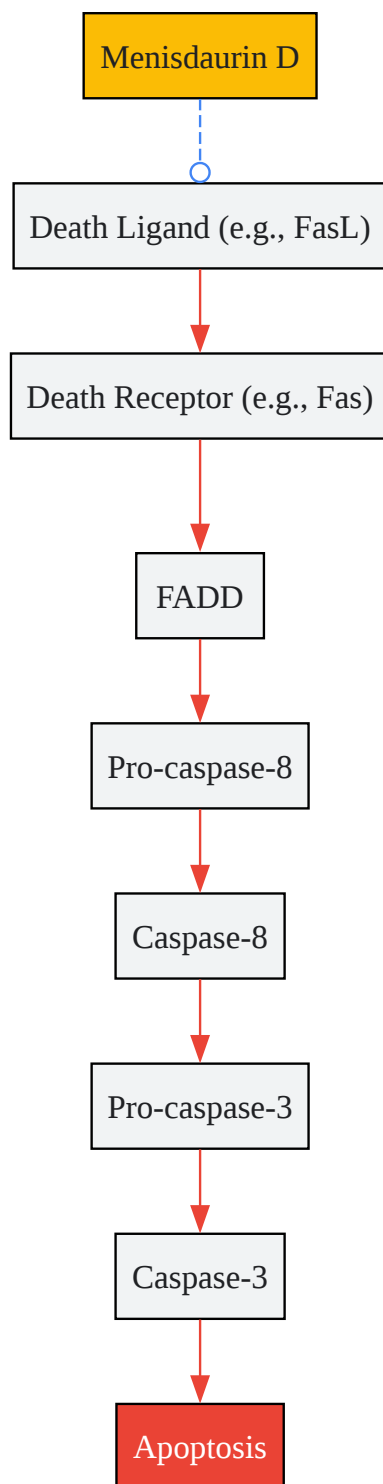 Menisdaurin D
Death Ligand (e.g., FasL)
Death Receptor (e.g., Fas)
FADD
Pro-caspase-8
Caspase-8
Pro-caspase-3
Caspase-3
Apoptosis